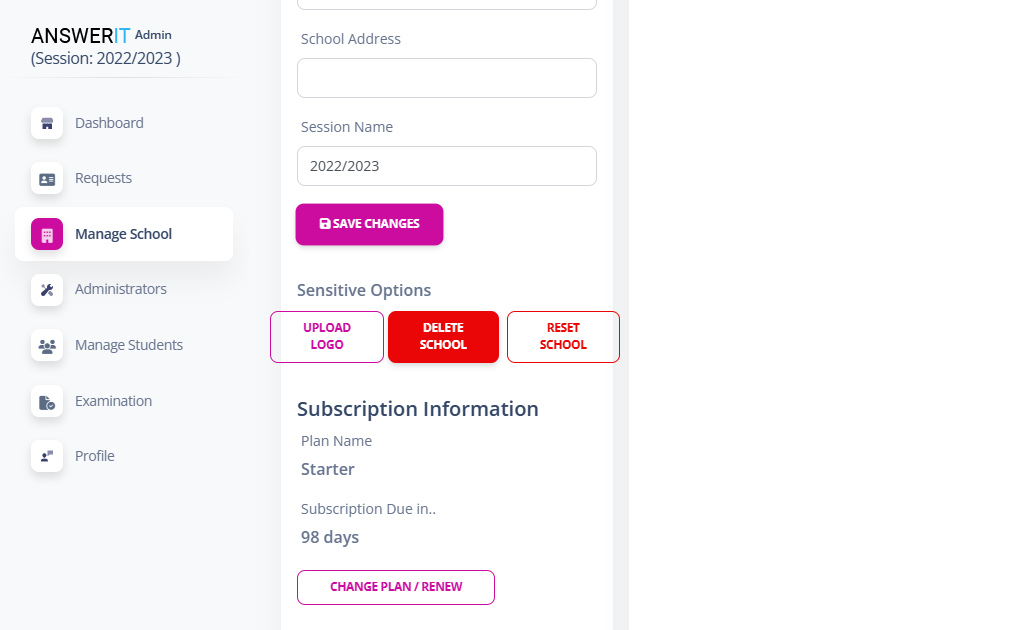 ANSWERIT Admin
(Session: 2022/2023 )
Dashboard
Requests
Manage School
Administrators
Manage Students
Examination
Profile
School Address
Session Name
2022/2023
SAVE CHANGES
Sensitive Options
UPLOAD
LOGO
DELETE
SCHOOL
RESET
SCHOOL
Subscription Information
Plan Name
Starter
Subscription Due in..
98 days
CHANGE PLAN / RENEW